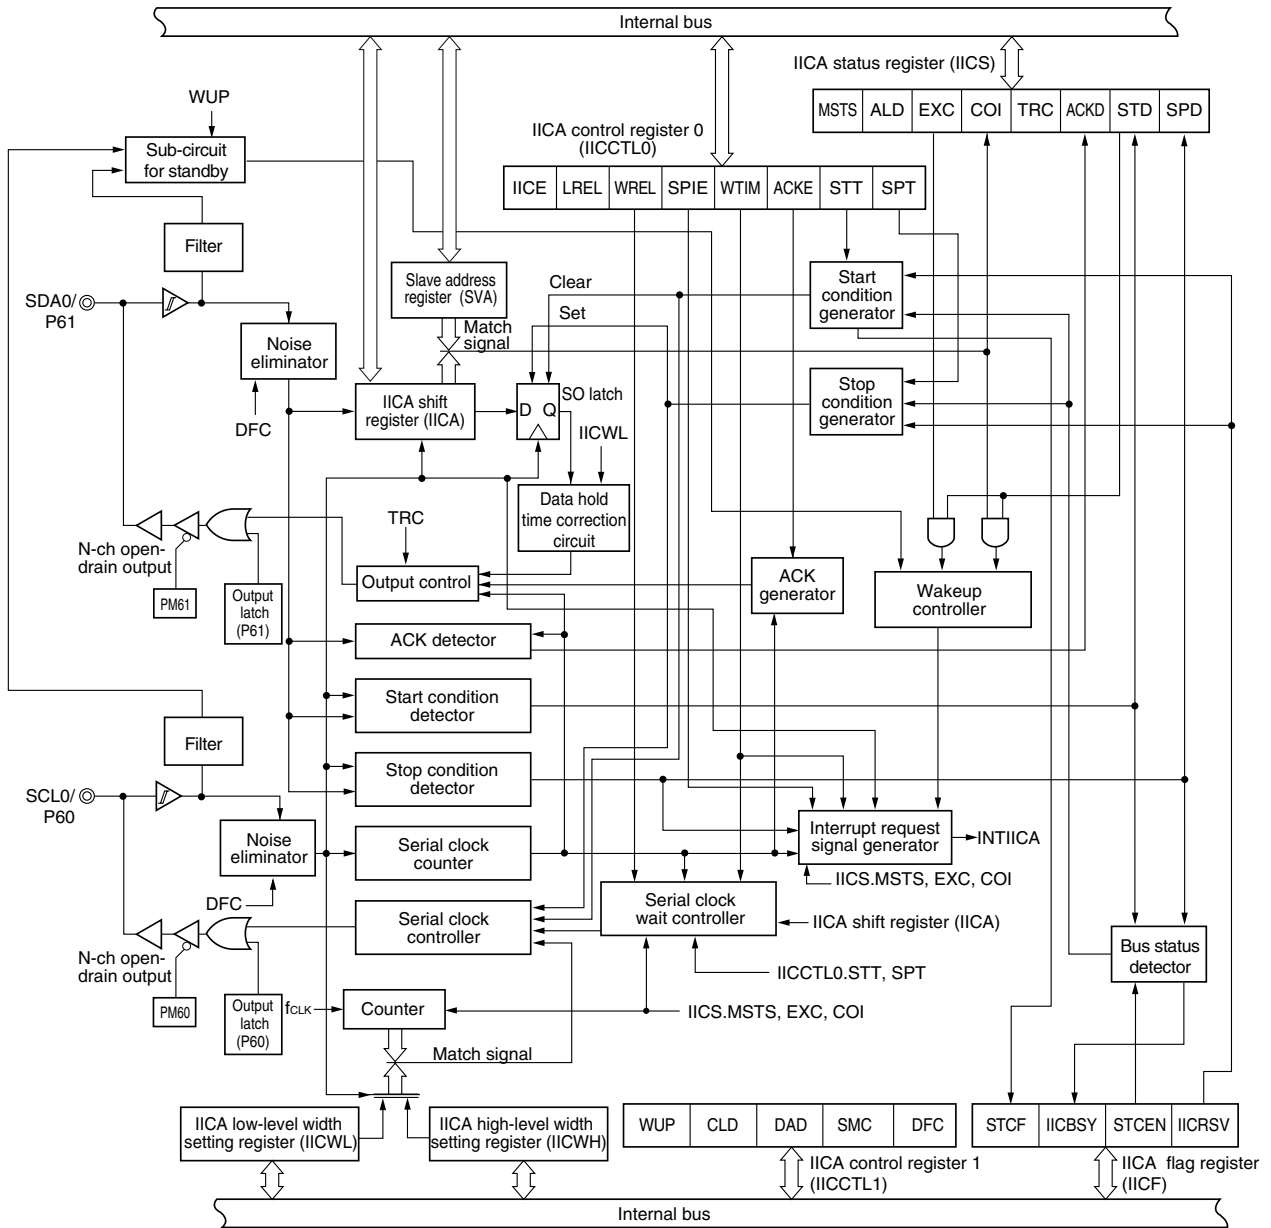 Internal bus
IICA status register (IICS)
MSTS ALD EXC COI TRC ACKD STD SPD
WUP
Sub-circuit
for standby
IICA control register 0
(IICCTL0)
IICE LREL WREL SPIE WTIM ACKE STT SPT
Filter
SDA0/
P61
Slave address
register (SVA)
Clear
Set
Start
condition
generator
Match
signal
Noise
eliminator
DFC
IICA shift
register (IICA)
D Q
SO latch
IICWL
Stop
condition
generator
Data hold
time correction
circuit
TRC
N-ch open-
drain output
PM61
Output
latch
(P61)
Output control
ACK
generator
Wakeup
controller
ACK detector
Start condition
detector
Filter
Stop condition
detector
SCL0/
P60
Noise
eliminator
DFC
Serial clock
counter
Interrupt request
signal generator
INTIICA
IICS.MSTS, EXC, COI
Serial clock
wait controller
IICA shift register (IICA)
Serial clock
controller
N-ch open-
drain output
PM60
Output
latch
(P60)
IICCTL0.STT, SPT
Bus status
detector
fCLK
Counter
IICS.MSTS, EXC, COI
Match signal
IICA low-level width
setting register (IICWL)
IICA high-level width
setting register (IICWH)
WUP CLD DAD SMC DFC
STCF IICBSY STCEN IICRSV
IICA control register 1
(IICCTL1)
IICA flag register
(IICF)
Internal bus